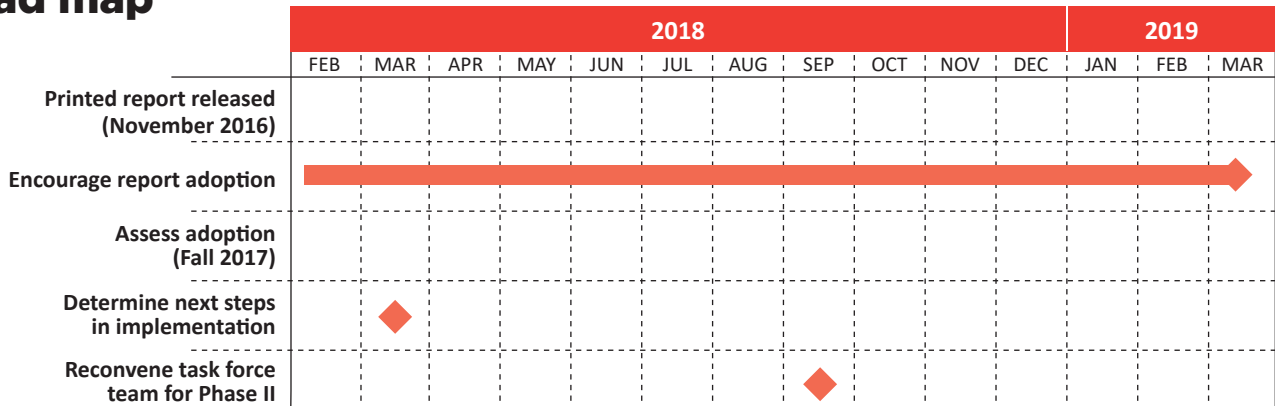 map
2018 2019
FEB MAR APR MAY JUN JUL AUG SEP OCT NOV DEC JAN FEB MAR
Printed report released
(November 2016)
Encourage report adoption
Assess adoption
(Fall 2017)
Determine next steps
in implementation
Reconvene task force
team for Phase II